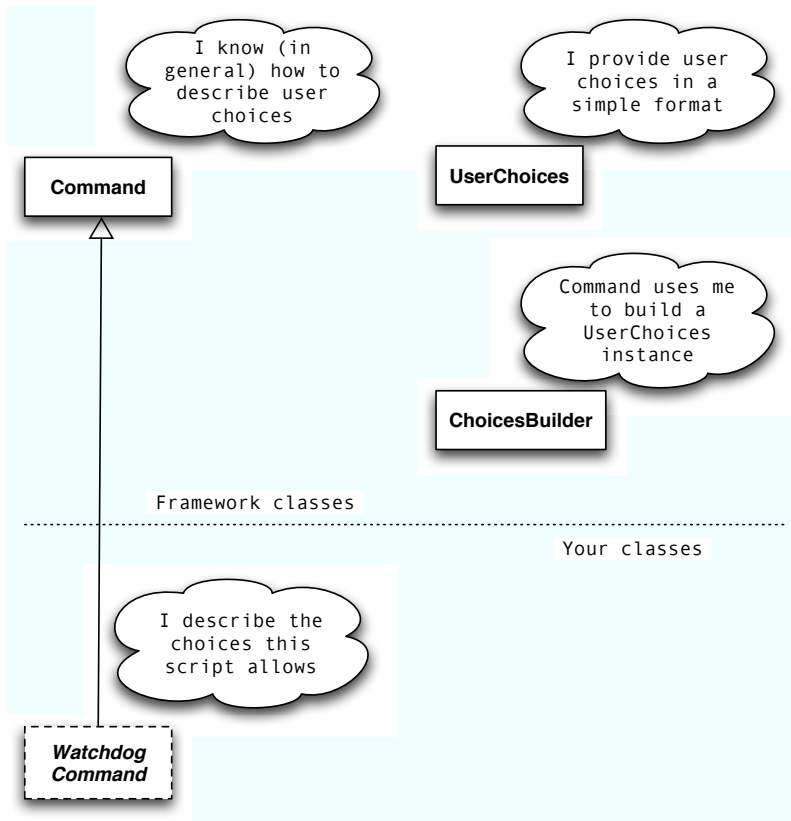 I know (in
general) how to
describe user
choices
I provide user
choices in a
simple format
Command
UserChoices
Command uses me
to build a
UserChoices
instance
ChoicesBuilder
Framework classes
Your classes
I describe the
choices this
script allows
Watchdog
Command